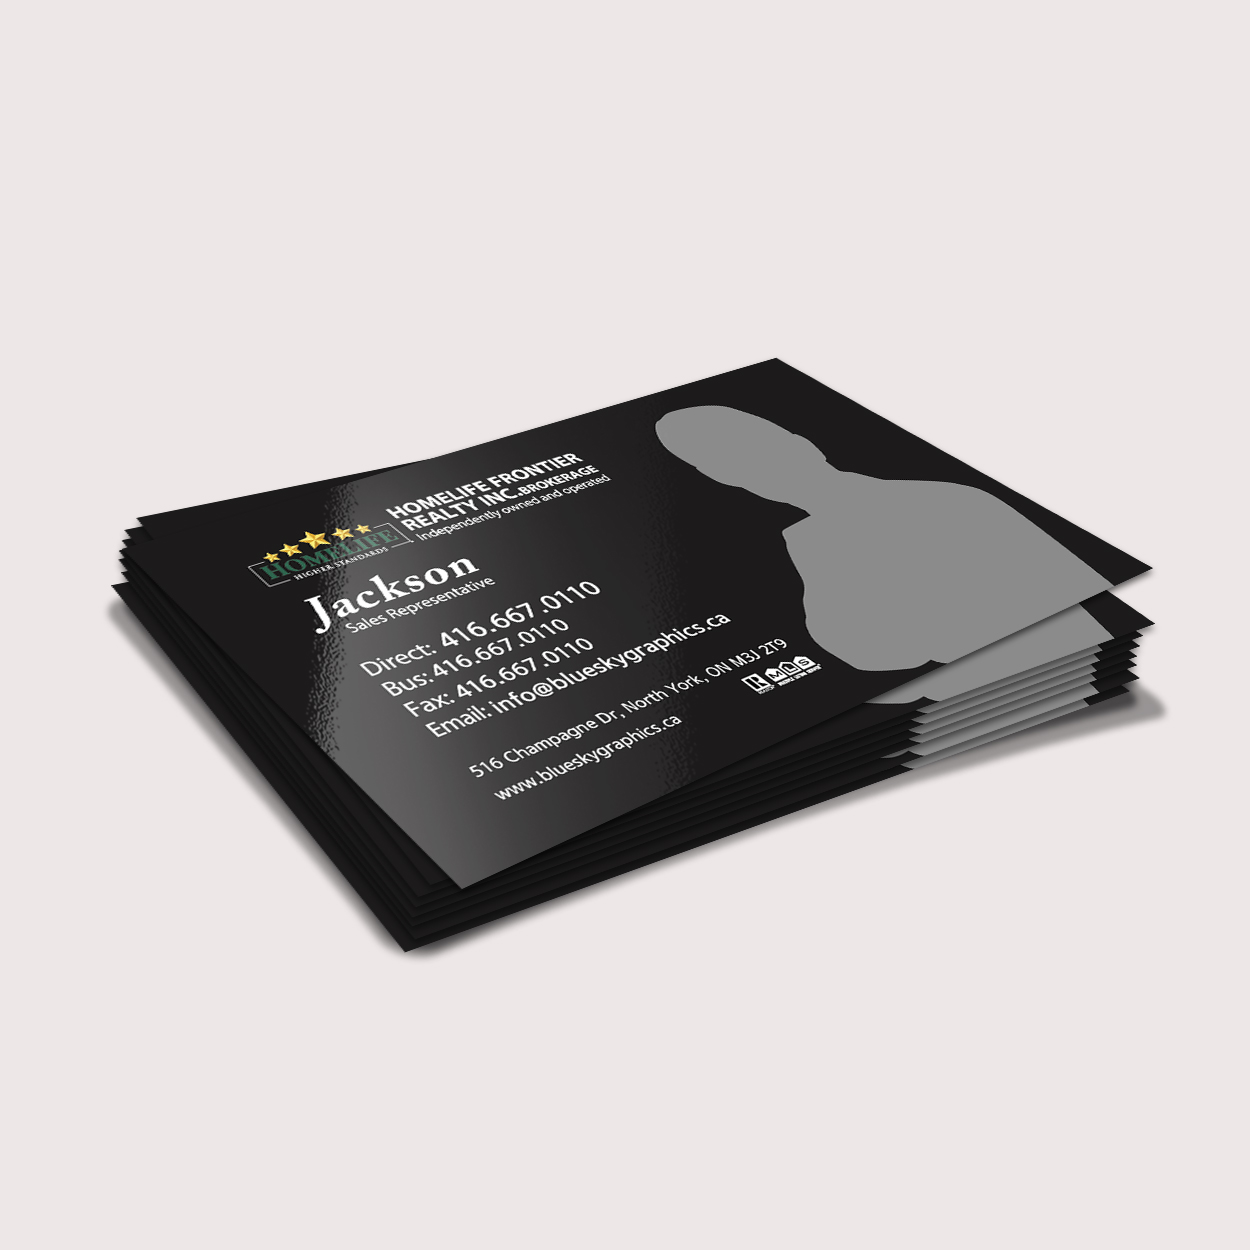 HOMELIFE
HIGHER STANDARDS
HOMELIFE FRONTIER
REALTY INC.BROKERAGE
Independently owned and operated
Jackson
Sales Representative
Direct: 416.667.0110
Bus:416.667.0110
Fax: 416.667.0110
Email: info@blueskygraphics.ca
516 Champagne Dr, North York, ON M3J 2T9
www.blueskygraphics.ca
R MLS